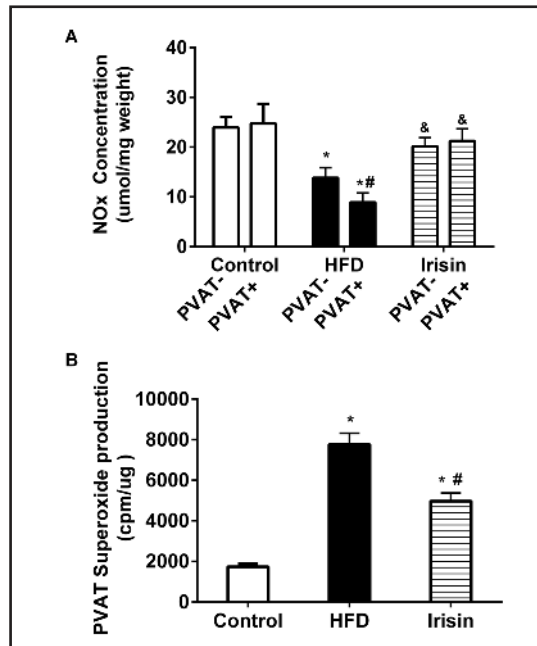 A
NOx Concentration
(umol/mg weight)
40
30
20
10
0
*
*#
&
&
Control
HFD
Irisin
PVAT-
PVAT+
PVAT-
PVAT+
PVAT-
PVAT+
B
PVAT Superoxide production
(cpm/ug )
10000
8000
6000
4000
2000
0
*
* #
Control
HFD
Irisin